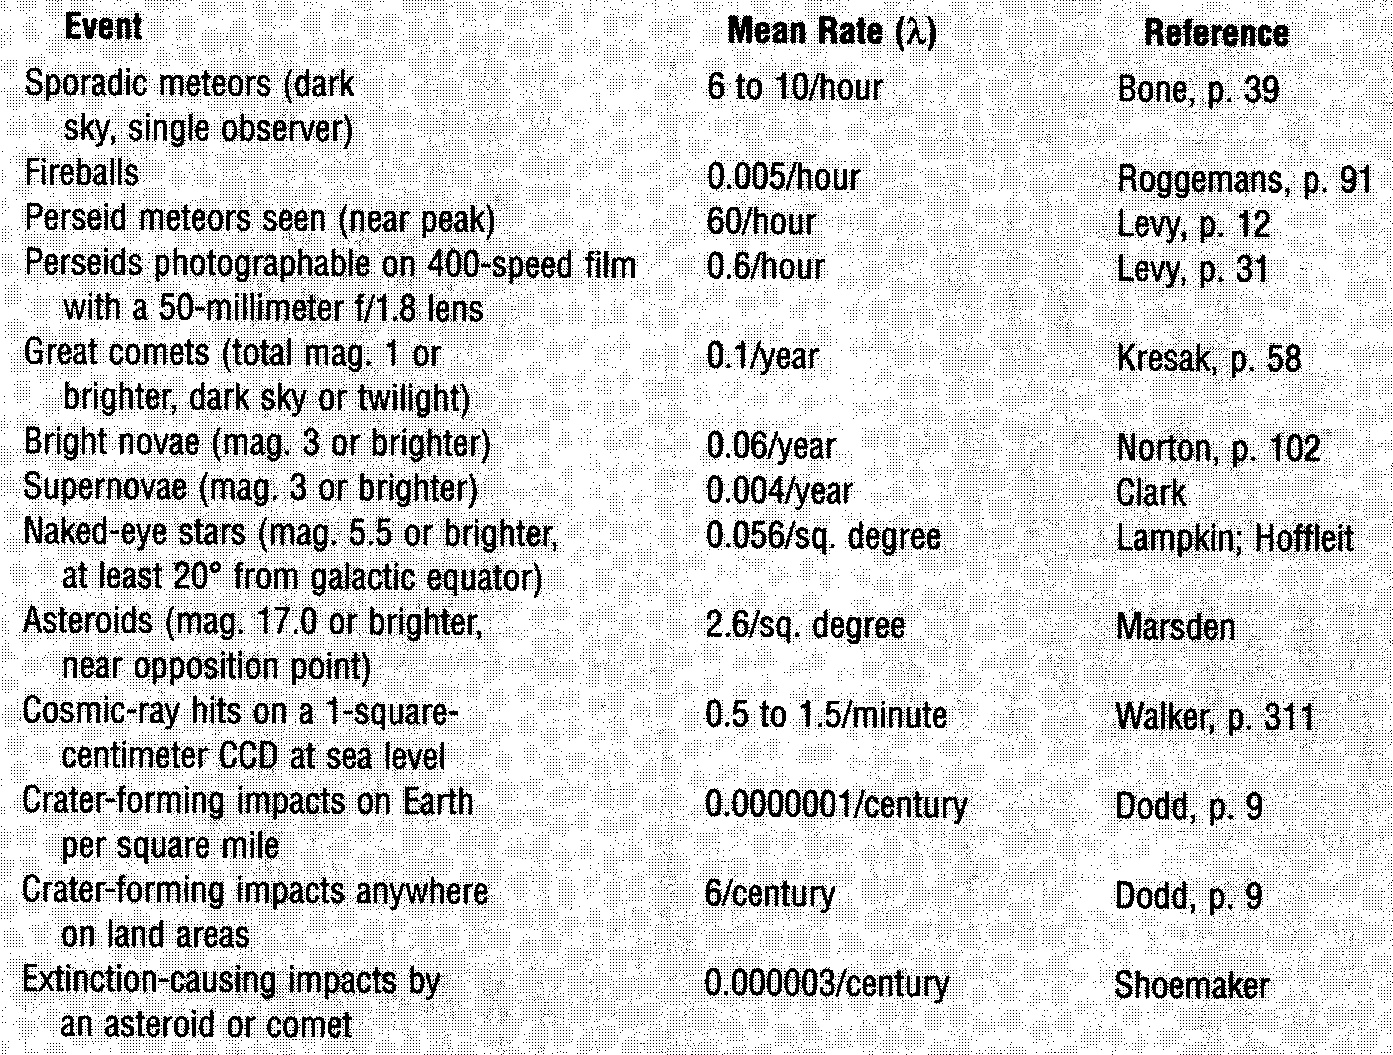 Event Mean Rate (λ) Reference
Sporadic meteors (dark 6 to 10/hour Bone, p. 39
sky, single observer)
Fireballs 0.005/hour Roggemans, p. 91
Perseid meteors seen (near peak) 60/hour Levy, p. 12
Perseids photographable on 400-speed film 0.6/hour Levy, p. 31
with a 50-millimeter f/1.8 lens
Great comets (total mag. 1 or 0.1/year Kresak, p. 58
brighter, dark sky or twilight)
Bright novae (mag. 3 or brighter) 0.06/year Norton, p. 102
Supernovae (mag. 3 or brighter) 0.004/year Clark
Naked-eye stars (mag. 5.5 or brighter, 0.056/sq. degree Lampkin; Hoffleit
at least 20° from galactic equator)
Asteroids (mag. 17.0 or brighter, 2.6/sq. degree Marsden
near opposition point)
Cosmic-ray hits on a 1-square- 0.5 to 1.5/minute Walker, p. 311
centimeter CCD at sea level
Crater-forming impacts on Earth 0.0000001/century Dodd, p. 9
per square mile
Crater-forming impacts anywhere 6/century Dodd, p. 9
on land areas
Extinction-causing impacts by 0.000003/century Shoemaker
an asteroid or comet